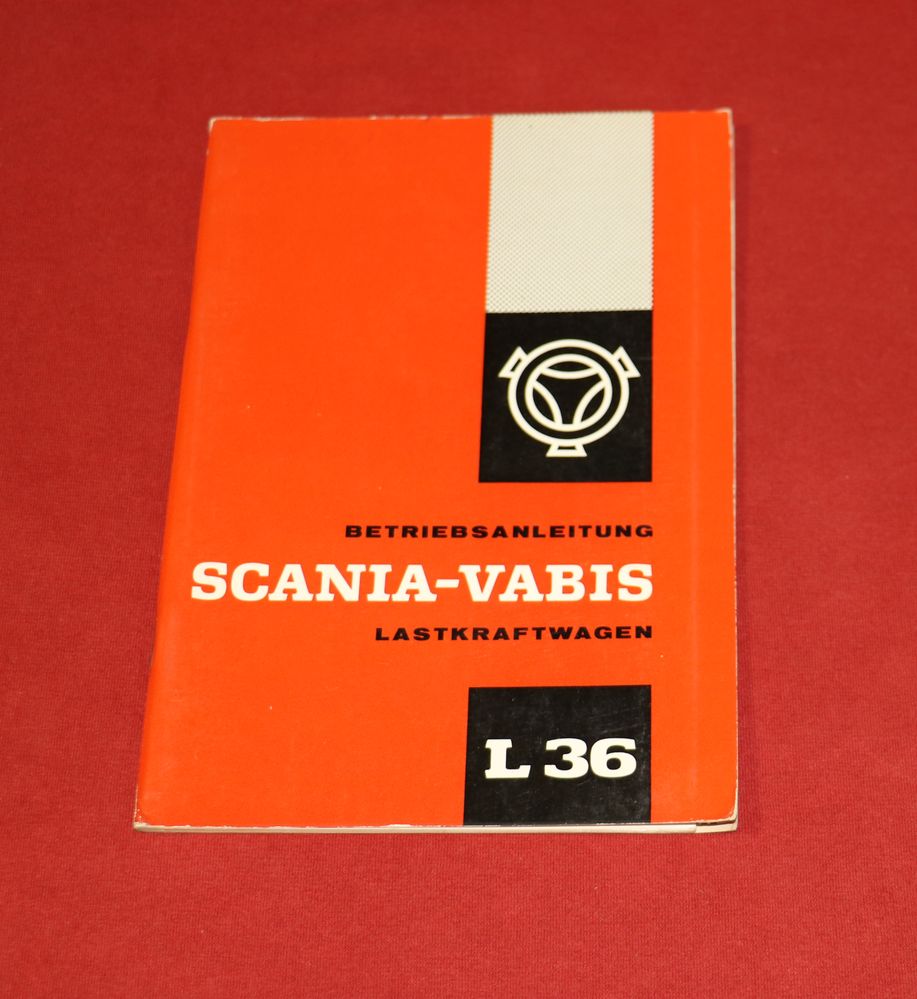 BETRIEBSANLEITUNG
SCANIA-VABIS
LASTKRAFTWAGEN
L 36